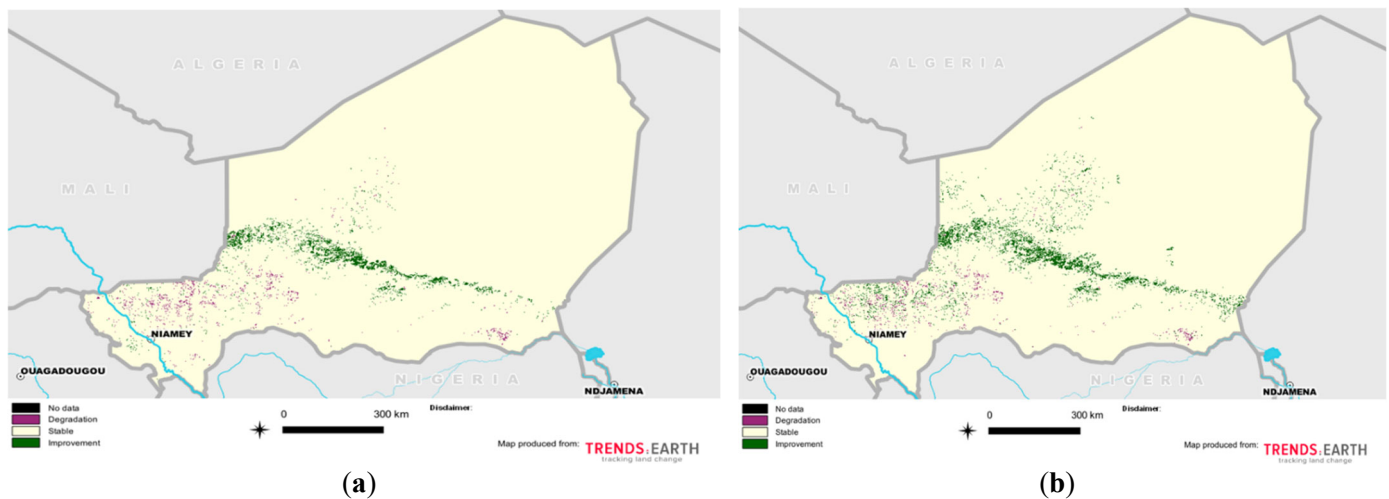 ALGERIA
MALI
NIAMEY
OUAGADOUGOU
NIGERIA
NDJAMENA
No data
Degradation
Stable
Improvement
0 300 km
Disclaimer:
Map produced from:
TRENDS.EARTH
tracking land change
(a)
ALGERIA
MALI
NIAMEY
OUAGADOUGOU
NIGERIA
NDJAMENA
No data
Degradation
Stable
Improvement
0 300 km
Disclaimer:
Map produced from:
TRENDS.EARTH
tracking land change
(b)